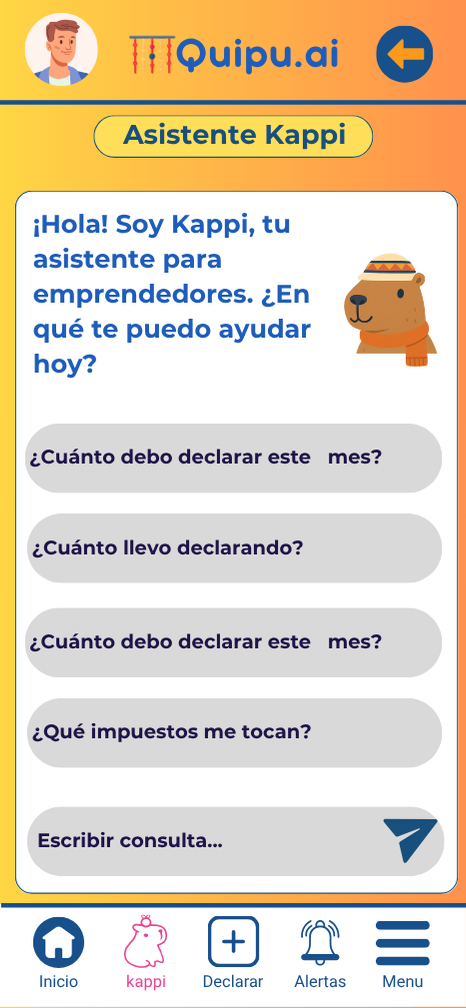 Quipu.ai
Asistente Kappi
¡Hola! Soy Kappi, tu
asistente para
emprendedores. ¿En
qué te puedo ayudar
hoy?
¿Cuánto debo declarar este mes?
¿Cuánto llevo declarando?
¿Cuánto debo declarar este mes?
¿Qué impuestos me tocan?
Escribir consulta...
Inicio kappi Declarar Alertas Menu